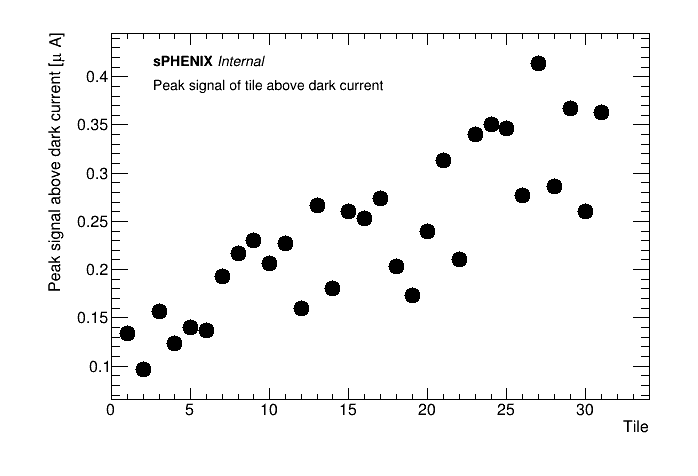 Peak signal above dark current [μ A]
sPHENIX Internal
Peak signal of tile above dark current
0.4
0.35
0.3
0.25
0.2
0.15
0.1
0 5 10 15 20 25 30
Tile